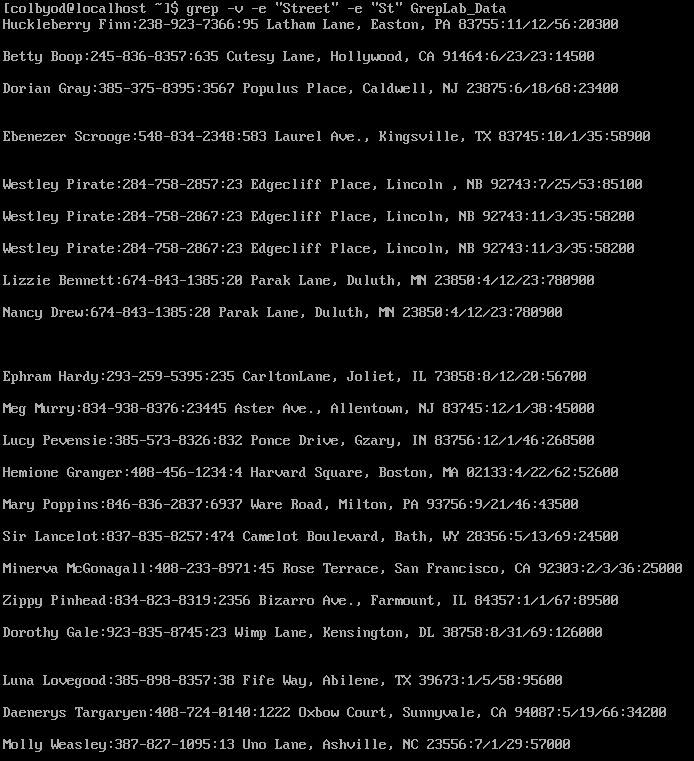 [colbyod@localhost ~]$ grep -v -e "Street" -e "St" GrepLab_Data
Huckleberry Finn:238-923-7366:95 Latham Lane, Easton, PA 83755:11/12/56:20300
Betty Boop:245-836-8357:635 Cutesy Lane, Hollywood, CA 91464:6/23/23:14500
Dorian Gray:385-375-8395:3567 Populus Place, Caldwell, NJ 23875:6/18/68:23400
Ebenezer Scrooge:548-834-2348:583 Laurel Ave., Kingsville, TX 83745:10/1/35:58900
Westley Pirate:284-758-2857:23 Edgecliff Place, Lincoln , NB 92743:7/25/53:85100
Westley Pirate:284-758-2867:23 Edgecliff Place, Lincoln, NB 92743:11/3/35:58200
Westley Pirate:284-758-2867:23 Edgecliff Place, Lincoln, NB 92743:11/3/35:58200
Lizzie Bennett:674-843-1385:20 Parak Lane, Duluth, MN 23850:4/12/23:780900
Nancy Drew:674-843-1385:20 Parak Lane, Duluth, MN 23850:4/12/23:780900
Ephram Hardy:293-259-5395:235 CarltonLane, Joliet, IL 73858:8/12/20:56700
Meg Murry:834-938-8376:23445 Aster Ave., Allentown, NJ 83745:12/1/38:45000
Lucy Pevensie:385-573-8326:832 Ponce Drive, Gzary, IN 83756:12/1/46:268500
Hemione Granger:408-456-1234:4 Harvard Square, Boston, MA 02133:4/22/62:52600
Mary Poppins:846-836-2837:6937 Ware Road, Milton, PA 93756:9/21/46:43500
Sir Lancelot:837-835-8257:474 Camelot Boulevard, Bath, WY 28356:5/13/69:24500
Minerva McGonagall:408-233-8971:45 Rose Terrace, San Francisco, CA 92303:2/3/36:25000
Zippy Pinhead:834-823-8319:2356 Bizarro Ave., Farmount, IL 84357:1/1/67:89500
Dorothy Gale:923-835-8745:23 Wimp Lane, Kensington, DL 38758:8/31/69:126000
Luna Lovegood:385-898-8357:38 Fife Way, Abilene, TX 39673:1/5/58:95600
Daenerys Targaryen:408-724-0140:1222 Oxbow Court, Sunnyvale, CA 94087:5/19/66:34200
Molly Weasley:387-827-1095:13 Uno Lane, Ashville, NC 23556:7/1/29:57000